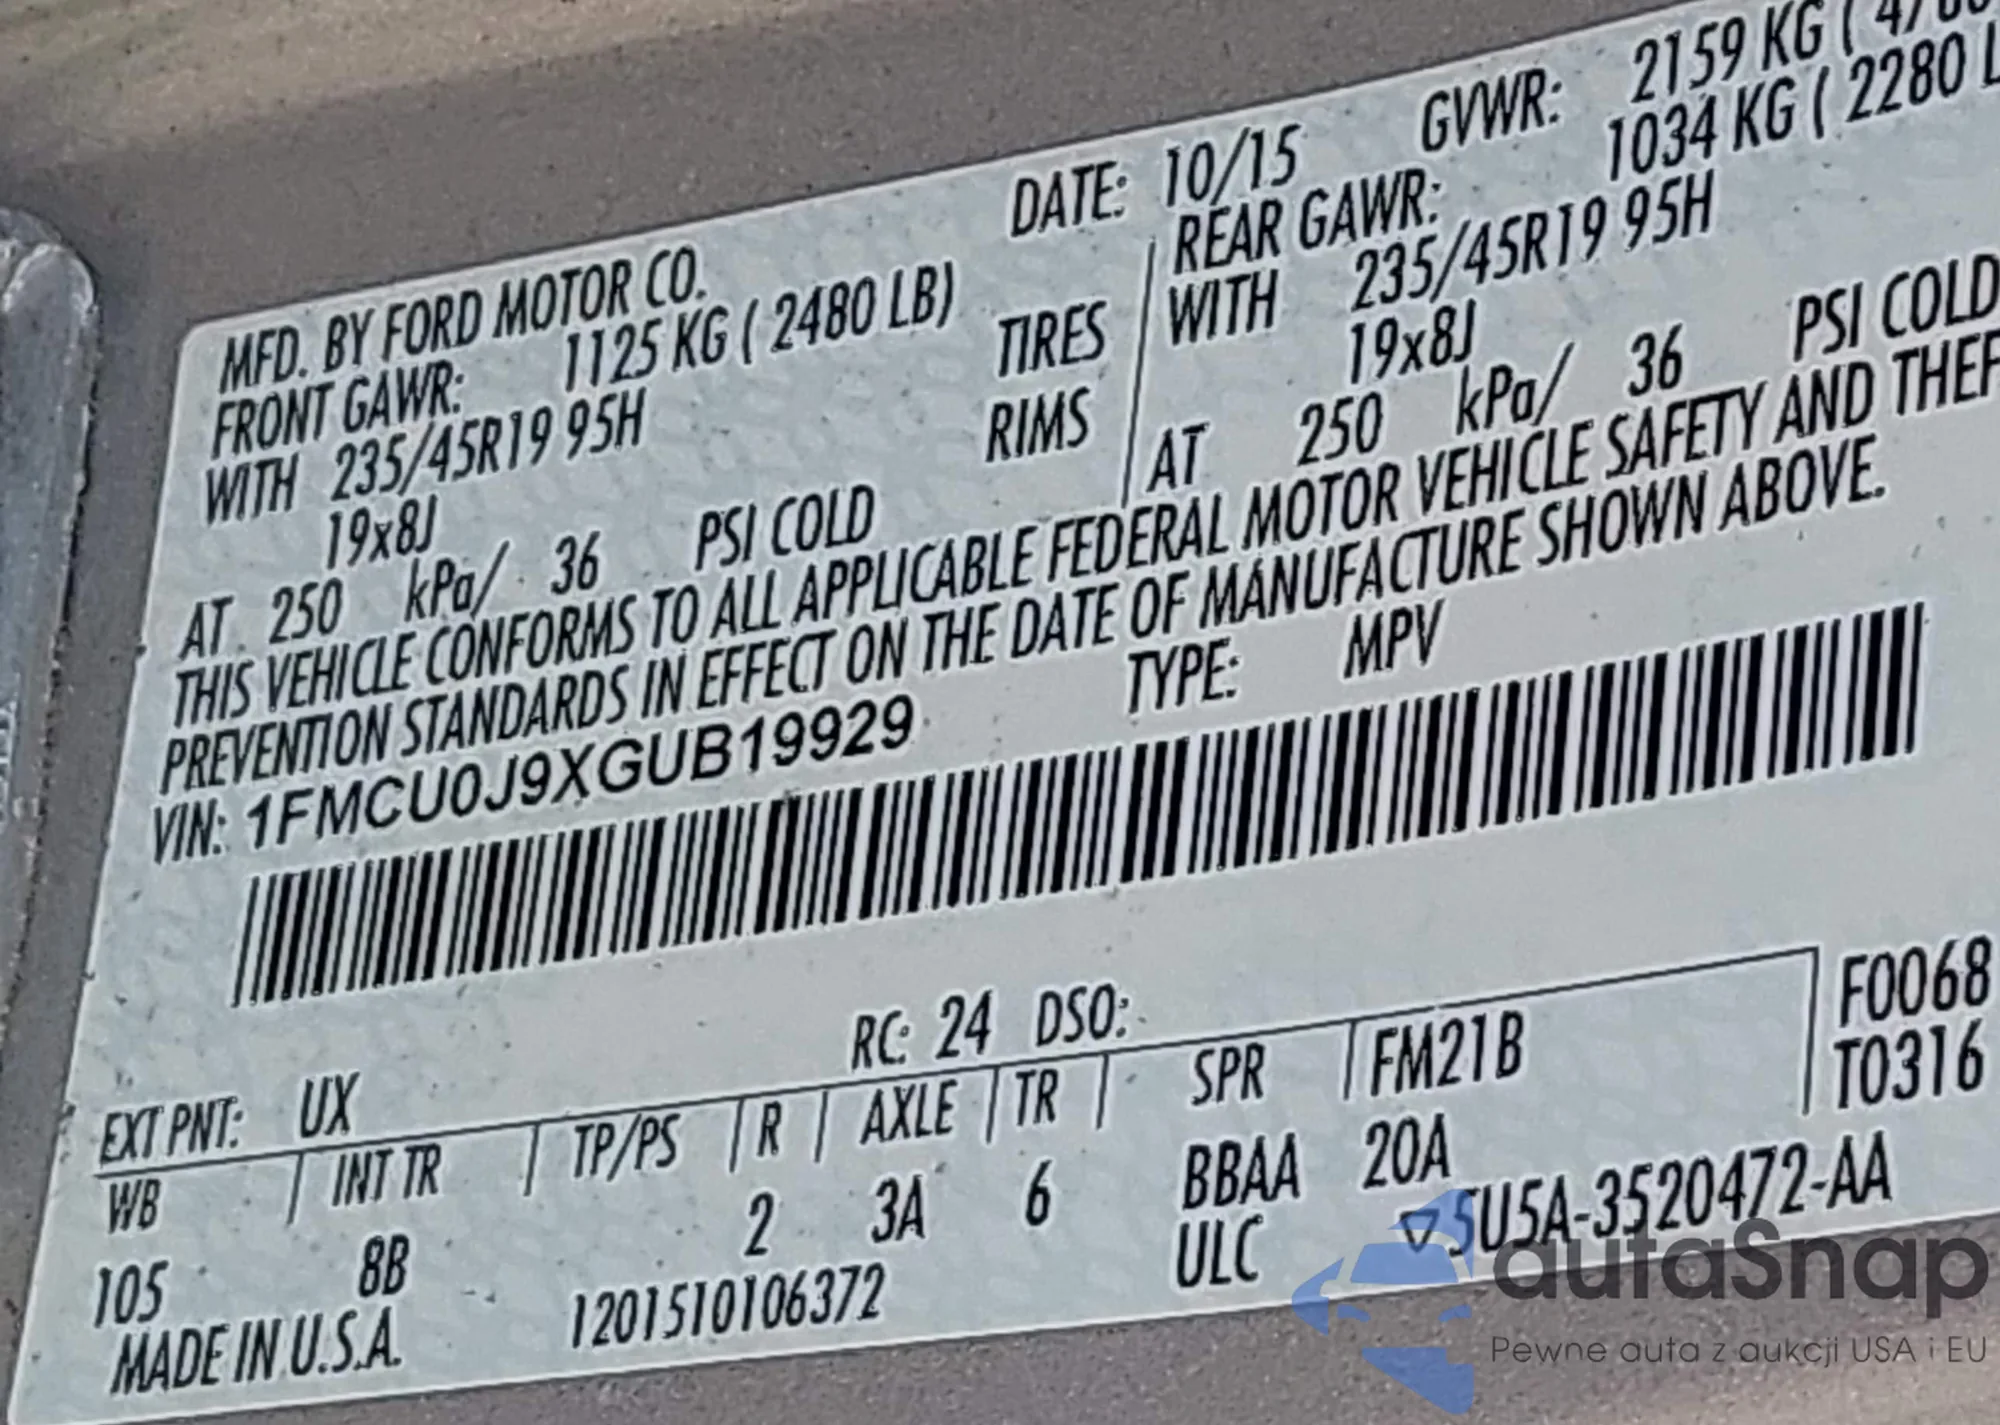 DATE: 10/15 GVWR: 2159 KG (
MFD. BY FORD MOTOR CO.
FRONT GAWR: 1125 KG ( 2480 LB)
REAR GAWR: 1034 KG ( 2280 L
WITH 235/45R19 95H TIRES WITH 235/45R19 95H
19x8J RIMS 19x8J
AT 250 kPa/ 36 PSI COLD AT 250 kPa/ 36 PSI COLD
THIS VEHICLE CONFORMS TO ALL APPLICABLE FEDERAL MOTOR VEHICLE SAFETY AND THEF
PREVENTION STANDARDS IN EFFECT ON THE DATE OF MANUFACTURE SHOWN ABOVE.
VIN: 1FMCU0J9XGUB19929 TYPE: MPV
F0068
T0316
EXT PNT: UX RC: 24 DSO:
WB INT TR TP/PS R AXLE TR SPR FM21B
105 8B 2 3A 6 BBAA 20A
MADE IN U.S.A. 1201510106372 ULC ▽5U5A-3520472-AA
autaSnap
Pewne auta z aukcji USA i EU